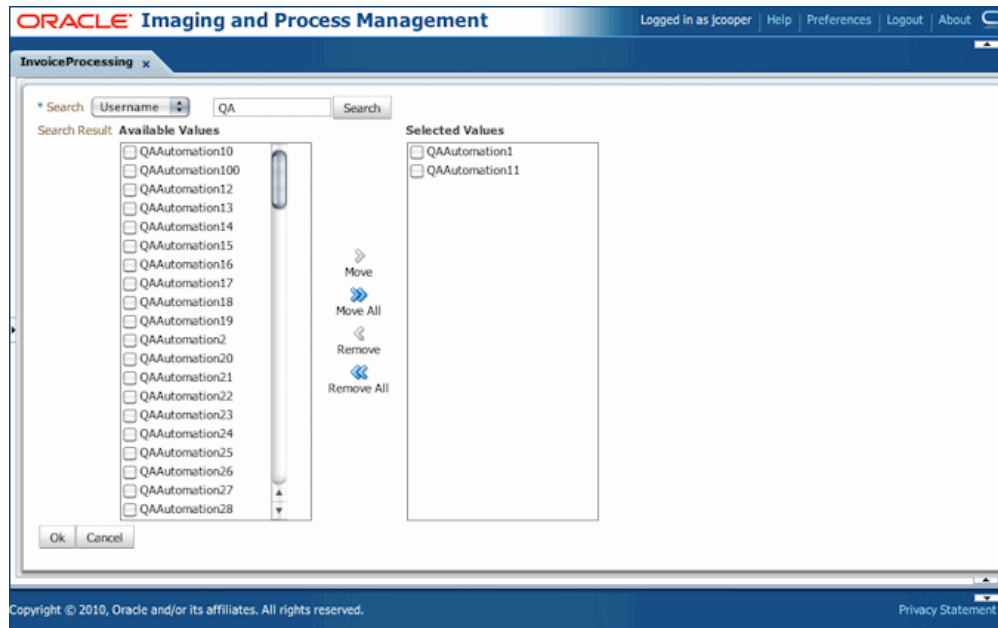 ORACLE® Imaging and Process Management
Logged in as jcooper | Help | Preferences | Logout | About
InvoiceProcessing x
* Search Username QA Search
Search Result Available Values
Selected Values
QAAutomation10
QAAutomation100
QAAutomation12
QAAutomation13
QAAutomation14
QAAutomation15
QAAutomation16
QAAutomation17
QAAutomation18
QAAutomation19
QAAutomation2
QAAutomation20
QAAutomation21
QAAutomation22
QAAutomation23
QAAutomation24
QAAutomation25
QAAutomation26
QAAutomation27
QAAutomation28
Move
Move All
Remove
Remove All
QAAutomation1
QAAutomation11
Ok Cancel
Copyright © 2010, Oracle and/or its affiliates. All rights reserved.
Privacy Statement